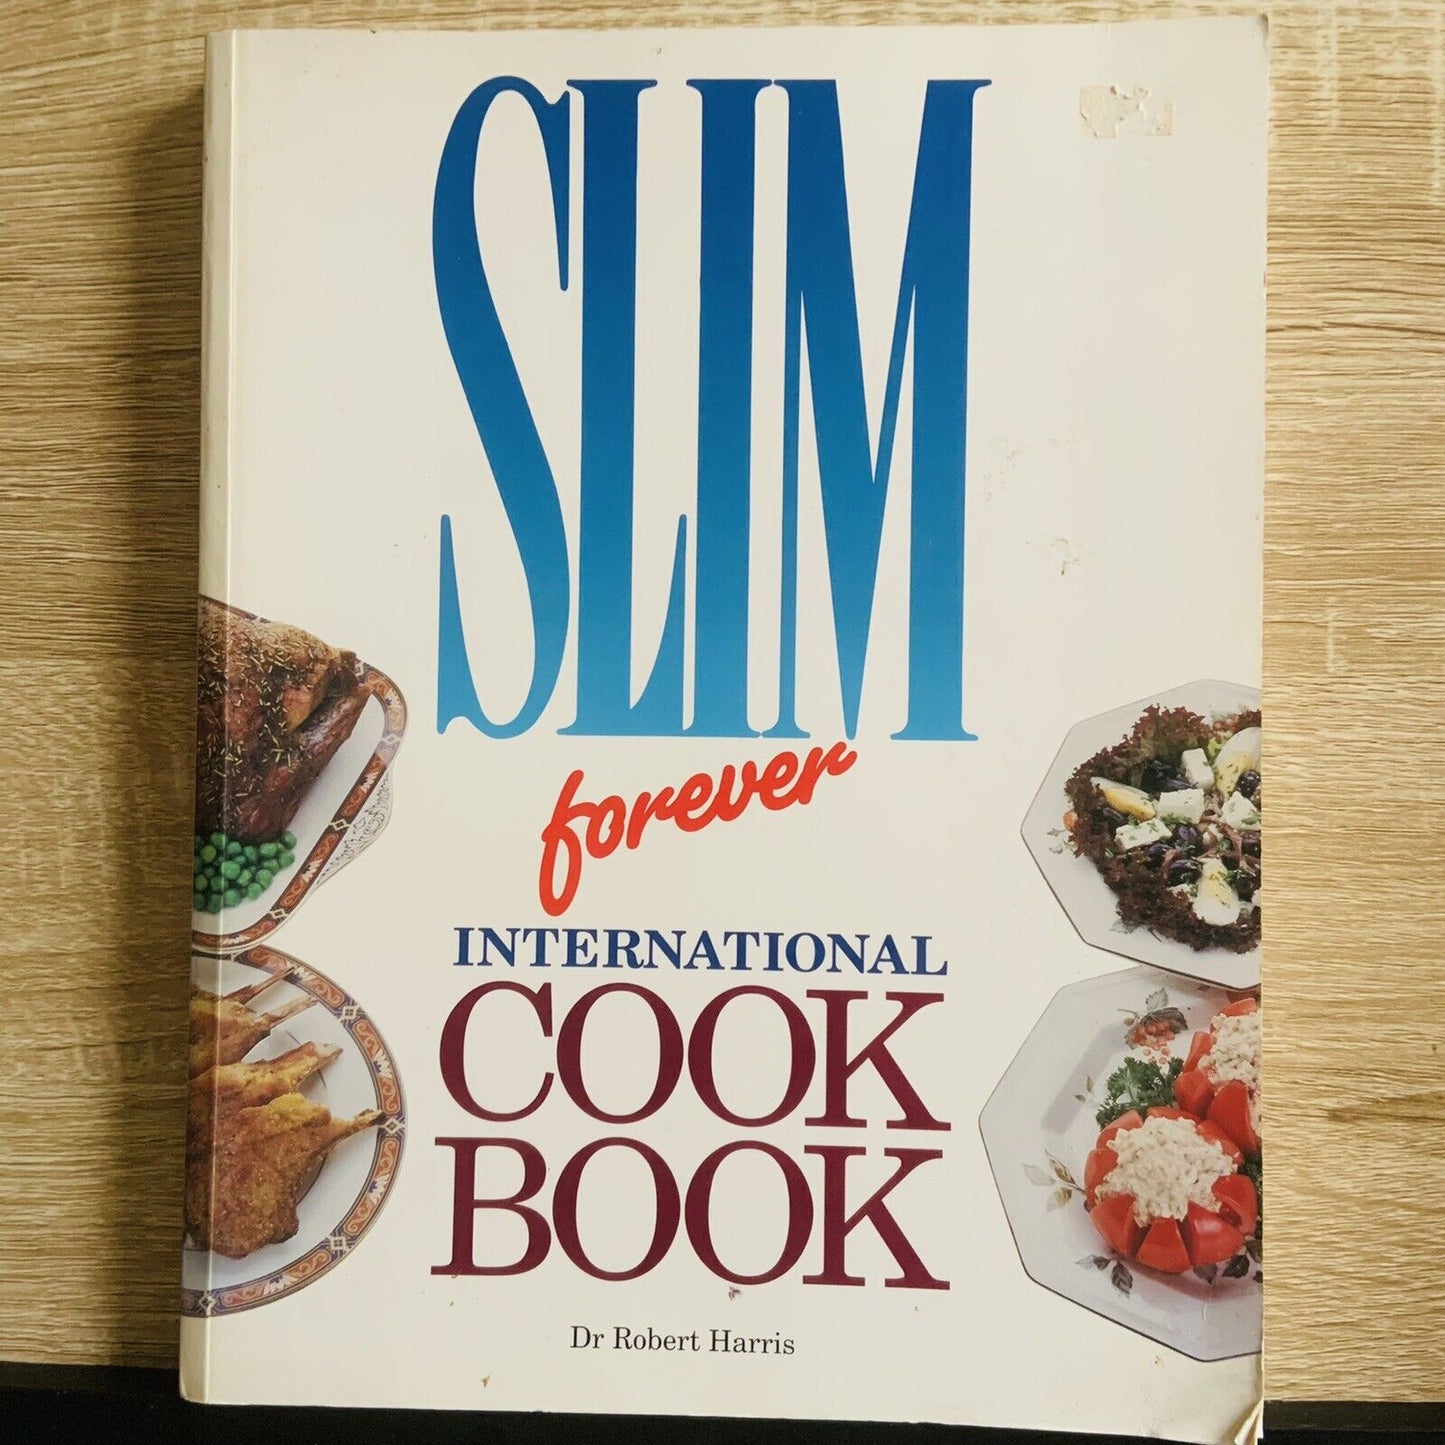 SLIM
forever
INTERNATIONAL
COOK
BOOK
Dr Robert Harris